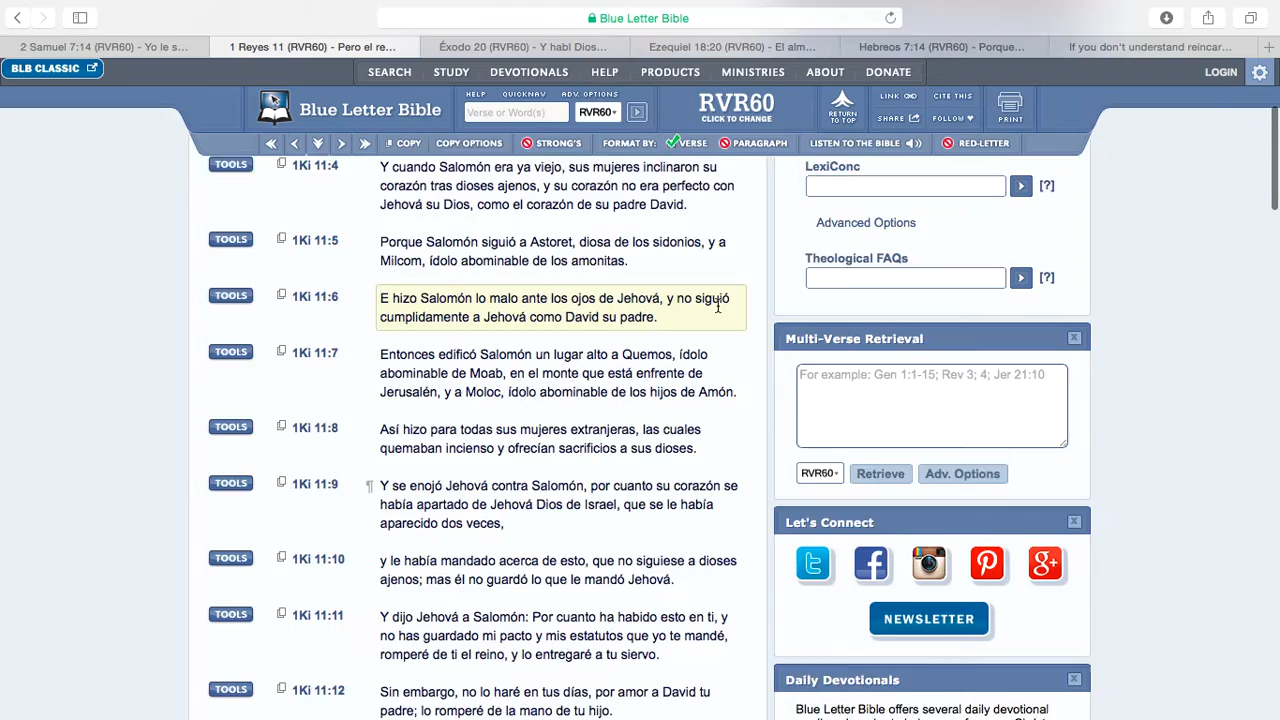 Blue Letter Bible
2 Samuel 7:14 (RVR60) - Yo le s...
1 Reyes 11 (RVR60) - Pero el re...
Éxodo 20 (RVR60) - Y habl Dios...
Ezequiel 18:20 (RVR60) - El alm...
Hebreos 7:14 (RVR60) - Porque...
If you don't understand reincar...
BLB CLASSIC
SEARCH STUDY DEVOTIONALS HELP PRODUCTS MINISTRIES ABOUT DONATE
LOGIN
Blue Letter Bible
HELP QUICKNAV ADV. OPTIONS
Verse or Word RVR60
RVR60
CLICK TO CHANGE
RETURN
TO TOP
LINK CITE THIS
SHARE FOLLOW
PRINT
COPY COPY OPTIONS STRONG'S FORMAT BY: VERSE PARAGRAPH LISTEN TO THE BIBLE RED-LETTER
TOOLS 1Ki 11:4 Y cuando Salomón era ya viejo, sus mujeres inclinaron su
corazón tras dioses ajenos, y su corazón no era perfecto con
Jehová su Dios, como el corazón de su padre David.
TOOLS 1Ki 11:5 Porque Salomón siguió a Astoret, diosa de los sidonios, y a
Milcom, ídolo abominable de los amonitas.
TOOLS 1Ki 11:6 E hizo Salomón lo malo ante los ojos de Jehová, y no siguió
cumplidamente a Jehová como David su padre.
TOOLS 1Ki 11:7 Entonces edificó Salomón un lugar alto a Quemos, ídolo
abominable de Moab, en el monte que está enfrente de
Jerusalén, y a Moloc, ídolo abominable de los hijos de Amón.
TOOLS 1Ki 11:8 Así hizo para todas sus mujeres extranjeras, las cuales
quemaban incienso y ofrecían sacrificios a sus dioses.
TOOLS 1Ki 11:9 ¶ Y se enojó Jehová contra Salomón, por cuanto su corazón se
había apartado de Jehová Dios de Israel, que se le había
aparecido dos veces,
TOOLS 1Ki 11:10 y le había mandado acerca de esto, que no siguiese a dioses
ajenos; mas él no guardó lo que le mandó Jehová.
TOOLS 1Ki 11:11 Y dijo Jehová a Salomón: Por cuanto ha habido esto en ti, y
no has guardado mi pacto y mis estatutos que yo te mandé,
romperé de ti el reino, y lo entregaré a tu siervo.
TOOLS 1Ki 11:12 Sin embargo, no lo haré en tus días, por amor a David tu
padre; lo romperé de la mano de tu hijo.
LexiConc
[?]
Advanced Options
Theological FAQs
[?]
Multi-Verse Retrieval
For example: Gen 1:1-15; Rev 3; 4; Jer 21:10
RVR60 Retrieve Adv. Options
Let's Connect
NEWSLETTER
Daily Devotionals
Blue Letter Bible offers several daily devotional